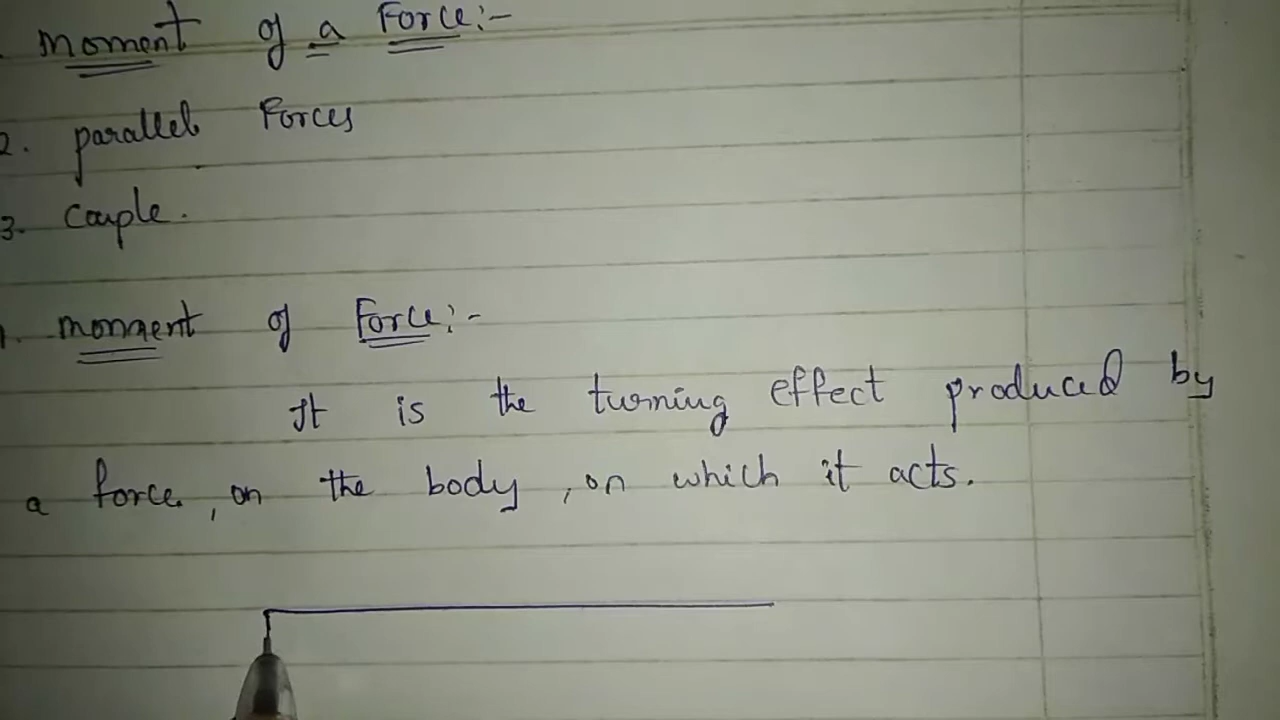 moment of a Force:-
2. parallel Forces
3. Couple.
1. moment of Force:-
It is the turning effect produced by
a force, on the body, on which it acts.